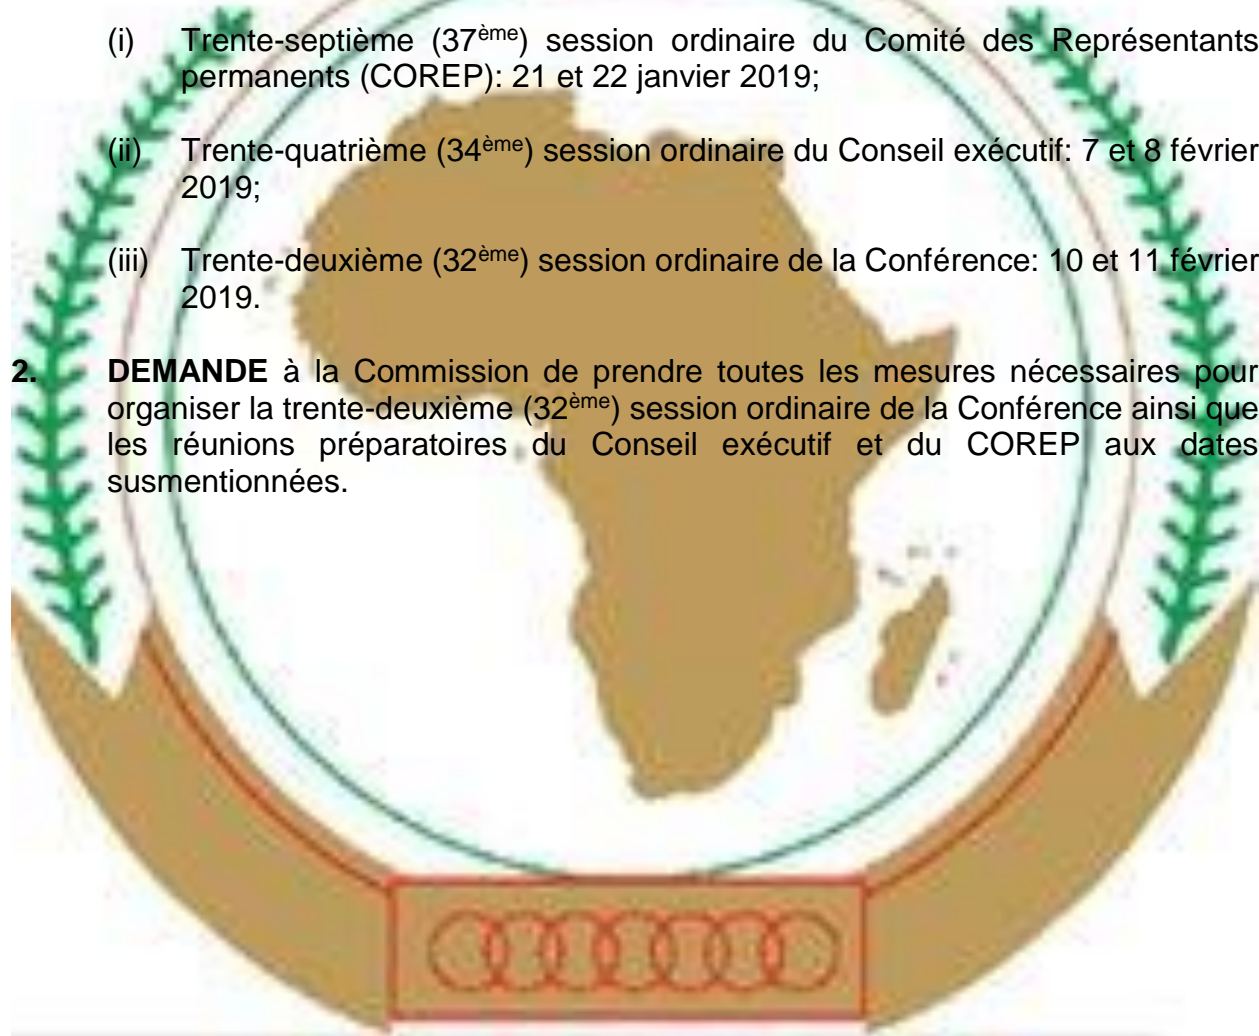 (i) Trente-septième (37ème) session ordinaire du Comité des Représentants
permanents (COREP): 21 et 22 janvier 2019;
(ii) Trente-quatrième (34ème) session ordinaire du Conseil exécutif: 7 et 8 février
2019;
(iii) Trente-deuxième (32ème) session ordinaire de la Conférence: 10 et 11 février
2019.
2. DEMANDE à la Commission de prendre toutes les mesures nécessaires pour
organiser la trente-deuxième (32ème) session ordinaire de la Conférence ainsi que
les réunions préparatoires du Conseil exécutif et du COREP aux dates
susmentionnées.